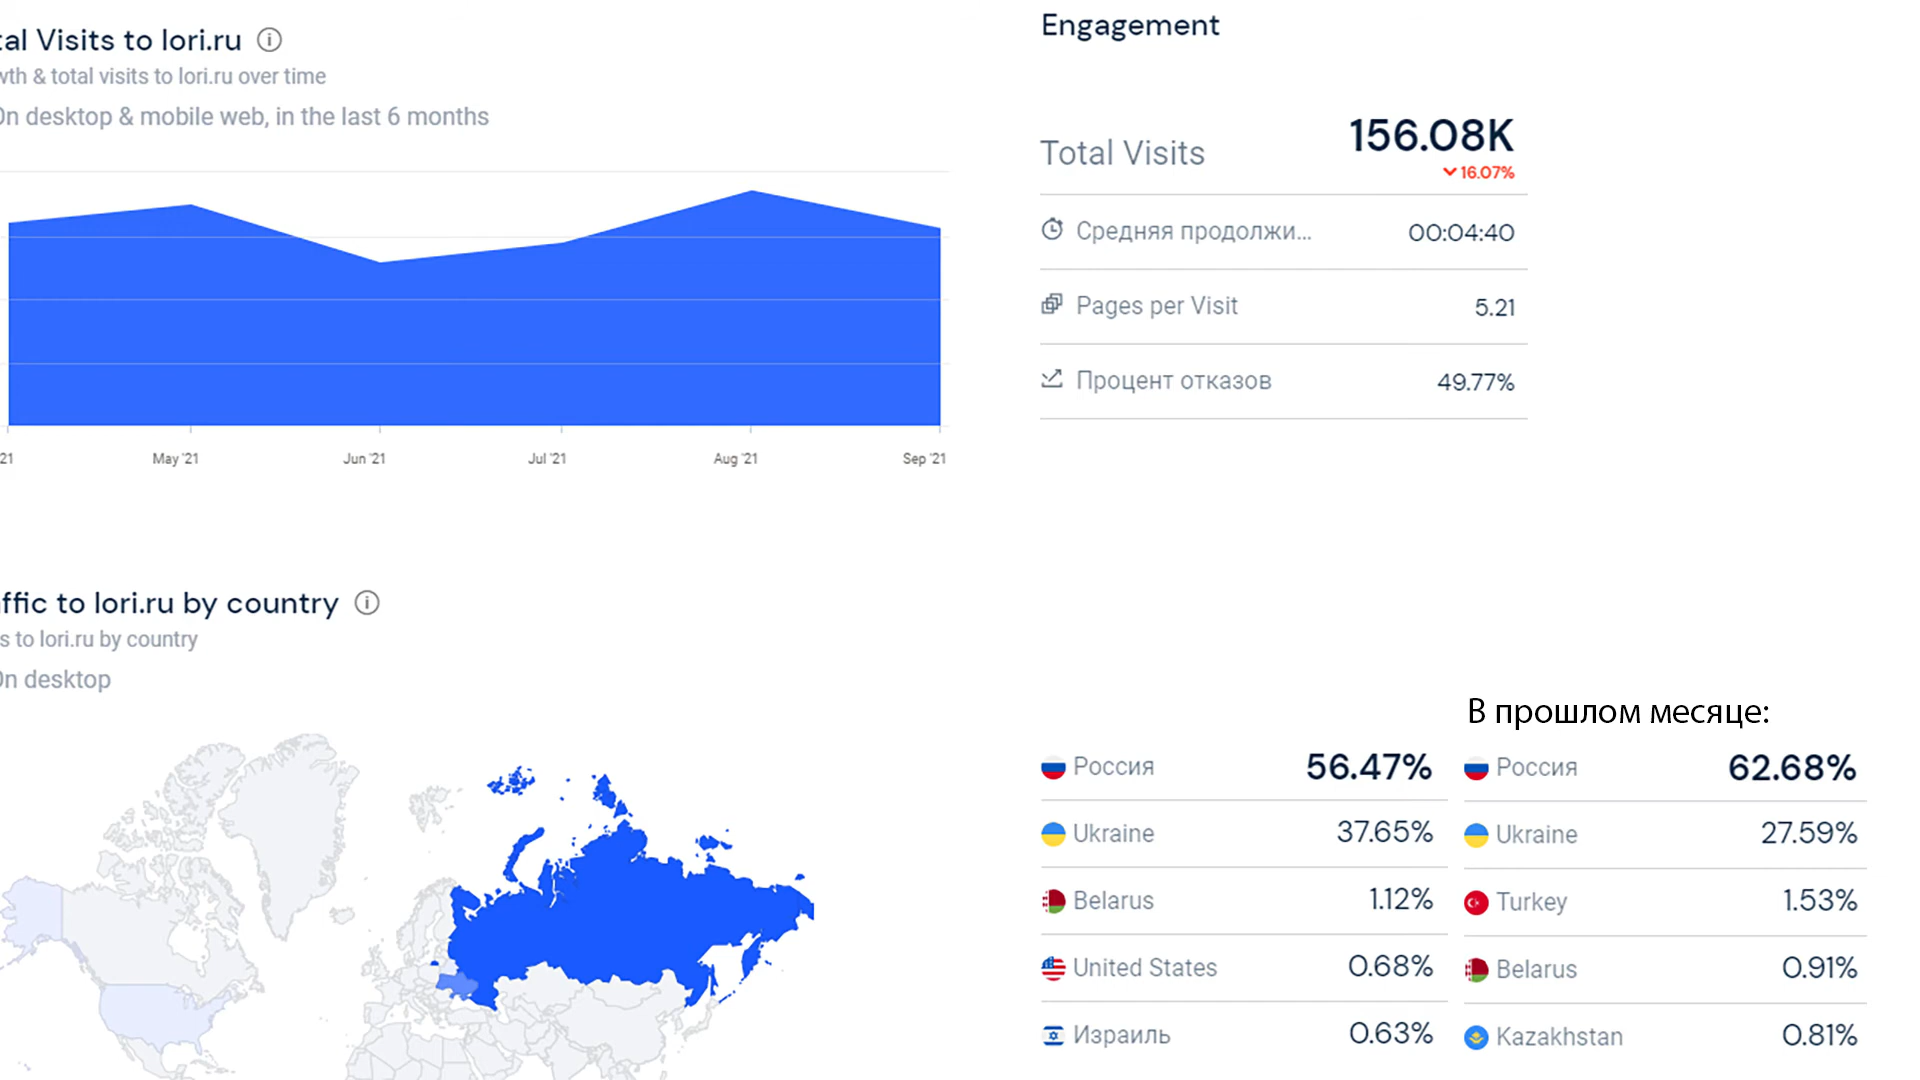 al Visits to lori.ru
wth & total visits to lori.ru over time
On desktop & mobile web, in the last 6 months
21
May '21
Jun '21
Jul '21
Aug '21
Sep '21
Engagement
Total Visits
156.08K
16.07%
Средняя продолжи...
00:04:40
Pages per Visit
5.21
Процент отказов
49.77%
affic to lori.ru by country
s to lori.ru by country
On desktop
Россия 56.47%
Ukraine 37.65%
Belarus 1.12%
United States 0.68%
Израиль 0.63%
В прошлом месяце:
Россия 62.68%
Ukraine 27.59%
Turkey 1.53%
Belarus 0.91%
Kazakhstan 0.81%